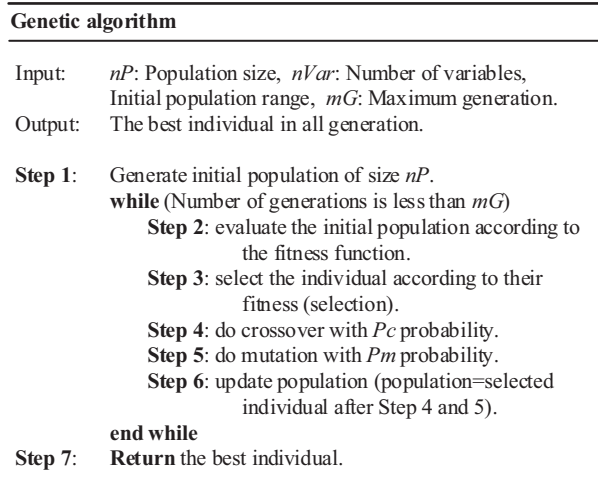 Genetic algorithm
Input: nP: Population size, nVar: Number of variables,
Initial population range, mG: Maximum generation.
Output: The best individual in all generation.
Step 1: Generate initial population of size nP.
while (Number of generations is less than mG)
Step 2: evaluate the initial population according to
the fitness function.
Step 3: select the individual according to their
fitness (selection).
Step 4: do crossover with Pc probability.
Step 5: do mutation with Pm probability.
Step 6: update population (population=selected
individual after Step 4 and 5).
end while
Step 7: Return the best individual.